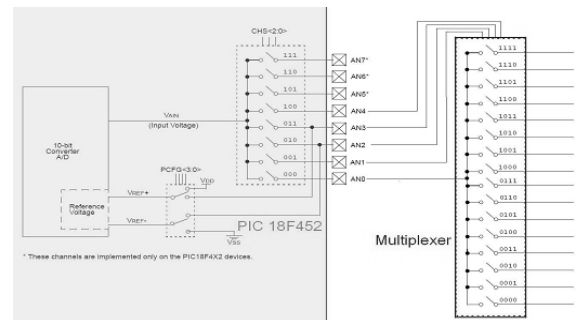 CHS<2:0>
111
110
101
100
011
010
001
000
AN7*
AN6*
AN5*
AN4
AN3
AN2
AN1
AN0
VAIN
(Input Voltage)
10-bit
Converter
A/D
PCFG<3:0>
VDD
VREF+
Reference
Voltage
VREF-
VSS
PIC 18F452
* These channels are implemented only on the PIC18F4X2 devices.
Multiplexer
1111
1110
1101
1100
1011
1010
1001
1000
0111
0110
0101
0100
0011
0010
0001
0000